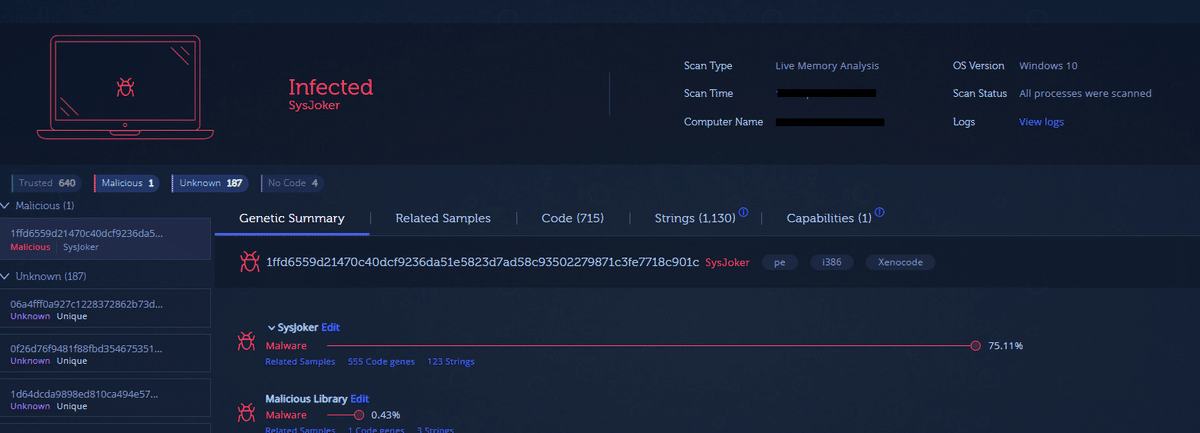 Infected
SysJoker
Scan Type Live Memory Analysis
Scan Time
Computer Name
OS Version Windows 10
Scan Status All processes were scanned
Logs View logs
Trusted 640 Malicious 1 Unknown 187 No Code 4
Malicious (1)
1ffd6559d21470c40dcf9236da5...
Malicious SysJoker
Unknown (187)
06a4fff0a927c1228372862b73d...
Unknown Unique
0f26d76f9481f88fbd354675351...
Unknown Unique
1d64dcda9898ed810ca494e57...
Unknown Unique
Genetic Summary Related Samples Code (715) Strings (1,130) Capabilities (1)
1ffd6559d21470c40dcf9236da51e5823d7ad58c93502279871c3fe7718c901c SysJoker pe i386 Xenocode
SysJoker Edit
Malware 75.11%
Related Samples 555 Code genes 123 Strings
Malicious Library Edit
Malware 0.43%
Related Samples 1 Code genes 3 Strings